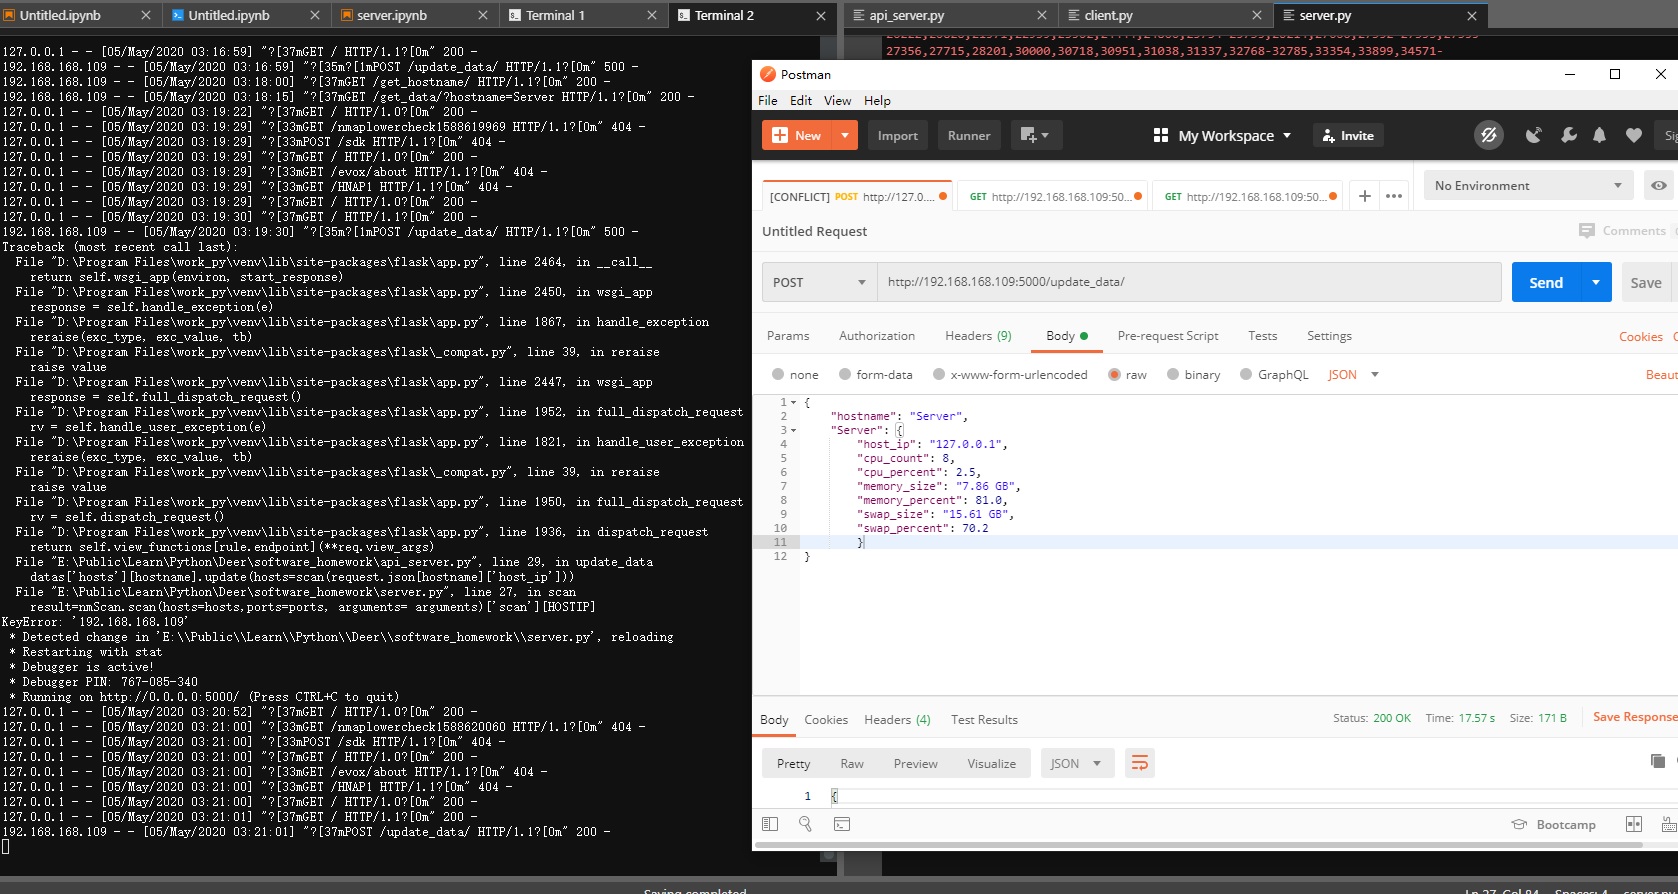 Untitled.ipynb
Untitled.ipynb
server.ipynb
Terminal 1
Terminal 2
api_server.py
client.py
server.py
127.0.0.1 - - [05/May/2020 03:16:59] "?[37mGET / HTTP/1.1?[0m" 200 -
192.168.168.109 - - [05/May/2020 03:16:59] "?[35m?[1mPOST /update_data/ HTTP/1.1?[0m" 500 -
192.168.168.109 - - [05/May/2020 03:18:00] "?[37mGET /get_hostname/ HTTP/1.1?[0m" 200 -
192.168.168.109 - - [05/May/2020 03:18:15] "?[37mGET /get_data/?hostname=Server HTTP/1.1?[0m" 200 -
127.0.0.1 - - [05/May/2020 03:19:22] "?[37mGET / HTTP/1.0?[0m" 200 -
127.0.0.1 - - [05/May/2020 03:19:29] "?[33mGET /nmaplowercheck1588619969 HTTP/1.1?[0m" 404 -
127.0.0.1 - - [05/May/2020 03:19:29] "?[33mPOST /sdk HTTP/1.1?[0m" 404 -
127.0.0.1 - - [05/May/2020 03:19:29] "?[37mGET / HTTP/1.0?[0m" 200 -
127.0.0.1 - - [05/May/2020 03:19:29] "?[33mGET /evox/about HTTP/1.1?[0m" 404 -
127.0.0.1 - - [05/May/2020 03:19:29] "?[33mGET /HNAP1 HTTP/1.1?[0m" 404 -
127.0.0.1 - - [05/May/2020 03:19:29] "?[37mGET / HTTP/1.0?[0m" 200 -
127.0.0.1 - - [05/May/2020 03:19:30] "?[37mGET / HTTP/1.1?[0m" 200 -
192.168.168.109 - - [05/May/2020 03:19:30] "?[35m?[1mPOST /update_data/ HTTP/1.1?[0m" 500 -
Traceback (most recent call last):
File "D:\Program Files\work_py\venv\lib\site-packages\flask\app.py", line 2464, in __call__
return self.wsgi_app(environ, start_response)
File "D:\Program Files\work_py\venv\lib\site-packages\flask\app.py", line 2450, in wsgi_app
response = self.handle_exception(e)
File "D:\Program Files\work_py\venv\lib\site-packages\flask\app.py", line 1867, in handle_exception
reraise(exc_type, exc_value, tb)
File "D:\Program Files\work_py\venv\lib\site-packages\flask\_compat.py", line 39, in reraise
raise value
File "D:\Program Files\work_py\venv\lib\site-packages\flask\app.py", line 2447, in wsgi_app
response = self.full_dispatch_request()
File "D:\Program Files\work_py\venv\lib\site-packages\flask\app.py", line 1952, in full_dispatch_request
rv = self.handle_user_exception(e)
File "D:\Program Files\work_py\venv\lib\site-packages\flask\app.py", line 1821, in handle_user_exception
reraise(exc_type, exc_value, tb)
File "D:\Program Files\work_py\venv\lib\site-packages\flask\_compat.py", line 39, in reraise
raise value
File "D:\Program Files\work_py\venv\lib\site-packages\flask\app.py", line 1950, in full_dispatch_request
rv = self.dispatch_request()
File "D:\Program Files\work_py\venv\lib\site-packages\flask\app.py", line 1936, in dispatch_request
return self.view_functions[rule.endpoint](**req.view_args)
File "E:\Public\Learn\Python\Deer\software_homework\api_server.py", line 29, in update_data
datas['hosts'][hostname].update(hosts=scan(request.json[hostname]['host_ip']))
File "E:\Public\Learn\Python\Deer\software_homework\server.py", line 27, in scan
result=nmScan.scan(hosts=hosts,ports=ports, arguments= arguments)['scan'][HOSTIP]
KeyError: '192.168.168.109'
* Detected change in 'E:\\Public\\Learn\\Python\\Deer\\software_homework\\server.py', reloading
* Restarting with stat
* Debugger is active!
* Debugger PIN: 767-085-340
* Running on http://0.0.0.0:5000/ (Press CTRL+C to quit)
127.0.0.1 - - [05/May/2020 03:20:52] "?[37mGET / HTTP/1.0?[0m" 200 -
127.0.0.1 - - [05/May/2020 03:21:00] "?[33mGET /nmaplowercheck1588620060 HTTP/1.1?[0m" 404 -
127.0.0.1 - - [05/May/2020 03:21:00] "?[33mPOST /sdk HTTP/1.1?[0m" 404 -
127.0.0.1 - - [05/May/2020 03:21:00] "?[37mGET / HTTP/1.0?[0m" 200 -
127.0.0.1 - - [05/May/2020 03:21:00] "?[33mGET /evox/about HTTP/1.1?[0m" 404 -
127.0.0.1 - - [05/May/2020 03:21:00] "?[33mGET /HNAP1 HTTP/1.1?[0m" 404 -
127.0.0.1 - - [05/May/2020 03:21:00] "?[37mGET / HTTP/1.0?[0m" 200 -
127.0.0.1 - - [05/May/2020 03:21:01] "?[37mGET / HTTP/1.1?[0m" 200 -
192.168.168.109 - - [05/May/2020 03:21:01] "?[37mPOST /update_data/ HTTP/1.1?[0m" 200 -
27356,27715,28201,30000,30718,30951,31038,31337,32768-32785,33354,33899,34571-
Postman
File Edit View Help
New
Import
Runner
My Workspace
Invite
[CONFLICT] POST http://127.0....
GET http://192.168.168.109:50...
GET http://192.168.168.109:50...
No Environment
Untitled Request
Comments
POST
http://192.168.168.109:5000/update_data/
Send
Save
Params
Authorization
Headers (9)
Body
Pre-request Script
Tests
Settings
Cookies
none
form-data
x-www-form-urlencoded
raw
binary
GraphQL
JSON
Beaut
1 {
2 "hostname": "Server",
3 "Server": {
4 "host_ip": "127.0.0.1",
5 "cpu_count": 8,
6 "cpu_percent": 2.5,
7 "memory_size": "7.86 GB",
8 "memory_percent": 81.0,
9 "swap_size": "15.61 GB",
10 "swap_percent": 70.2
11 }
12 }
Body
Cookies
Headers (4)
Test Results
Status: 200 OK
Time: 17.57 s
Size: 171 B
Save Response
Pretty
Raw
Preview
Visualize
JSON
1 {
Bootcamp
Saving completed